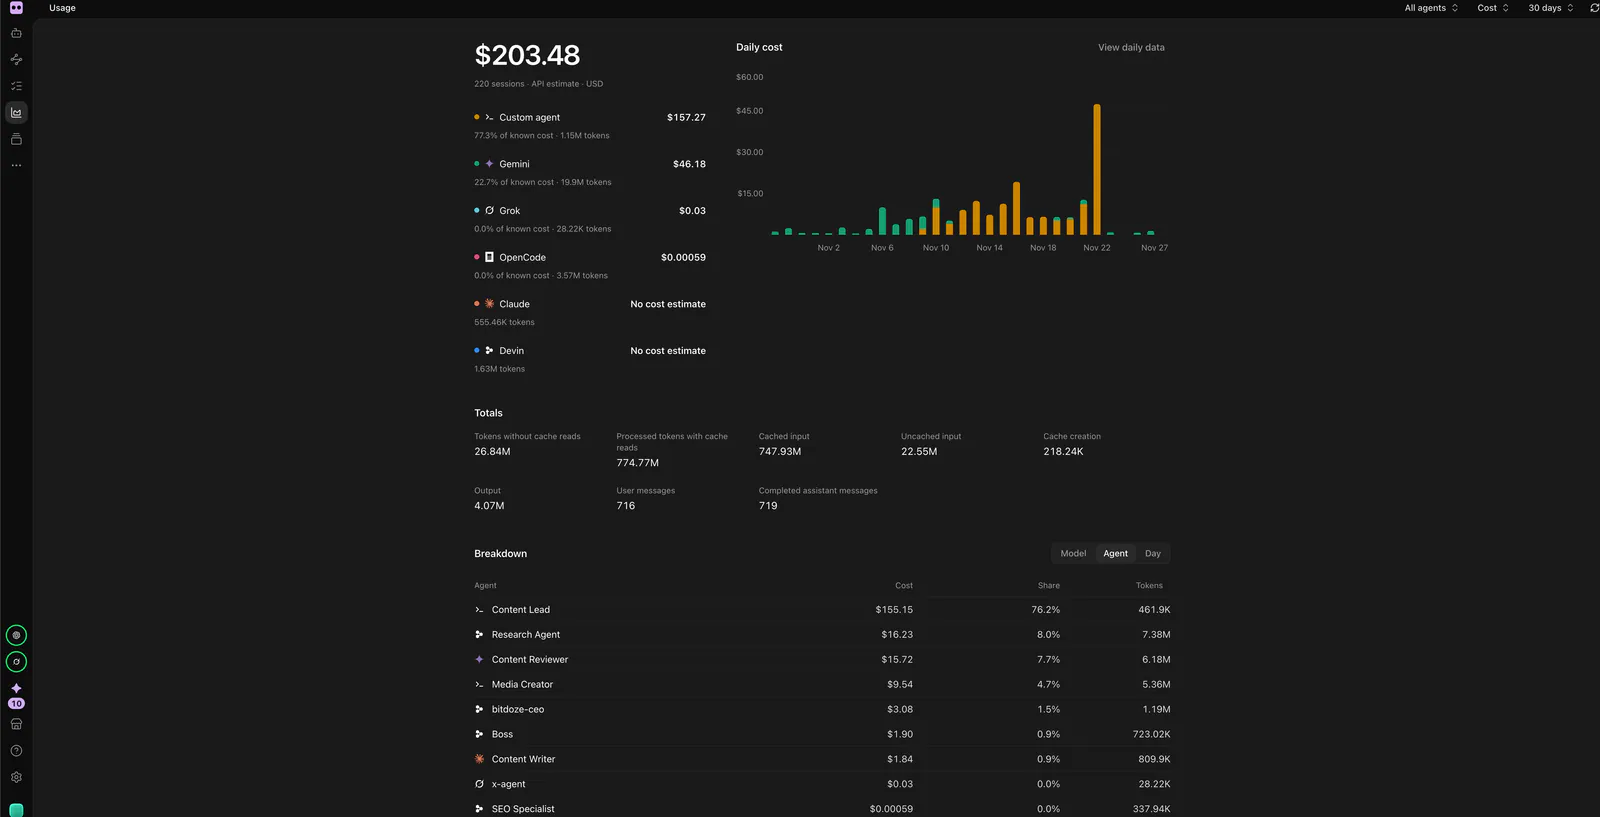 Usage
All agents
Cost
30 days
$203.48
220 sessions · API estimate · USD
Custom agent
$157.27
77.3% of known cost · 1.15M tokens
Gemini
$46.18
22.7% of known cost · 19.9M tokens
Grok
$0.03
0.0% of known cost · 28.22K tokens
OpenCode
$0.00059
0.0% of known cost · 3.57M tokens
Claude
No cost estimate
555.46K tokens
Devin
No cost estimate
1.63M tokens
Daily cost
View daily data
$60.00
$45.00
$30.00
$15.00
Nov 2
Nov 6
Nov 10
Nov 14
Nov 18
Nov 22
Nov 27
Totals
Tokens without cache reads
26.84M
Processed tokens with cache
reads
774.77M
Cached input
747.93M
Uncached input
22.55M
Cache creation
218.24K
Output
4.07M
User messages
716
Completed assistant messages
719
Breakdown
Model
Agent
Day
Agent Cost Share Tokens
Content Lead $155.15 76.2% 461.9K
Research Agent $16.23 8.0% 7.38M
Content Reviewer $15.72 7.7% 6.18M
Media Creator $9.54 4.7% 5.36M
bitdoze-ceo $3.08 1.5% 1.19M
Boss $1.90 0.9% 723.02K
Content Writer $1.84 0.9% 809.9K
x-agent $0.03 0.0% 28.22K
SEO Specialist $0.00059 0.0% 337.94K
10